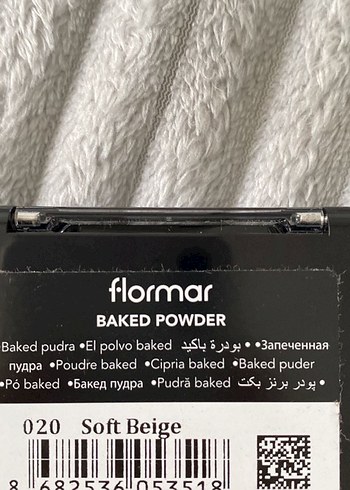 flormar
BAKED POWDER
Baked pudra •El polvo baked بودرة باكيد • •Запеченная
пудра •Poudre baked •Cipria baked •Baked puder
•Pó baked •Бакед пудра •Pudră baked پودر برنز بكت •
020 Soft Beige
8 682536 053518